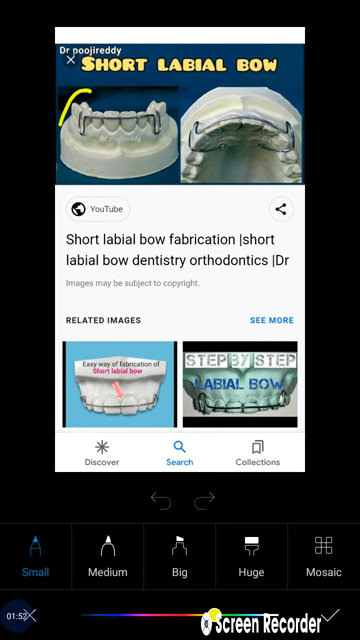 Dr poojireddy
SHORT LABIAL BOW
Dr poojireddy
YouTube
Short labial bow fabrication |short
labial bow dentistry orthodontics |Dr
Images may be subject to copyright.
RELATED IMAGES
SEE MORE
Easy way of fabrication of
Short labial bow
STEP BY STEP
LABIAL BOW
Discover
Search
Collections
Small
Medium
Big
Huge
Mosaic
01:52
Screen Recorder